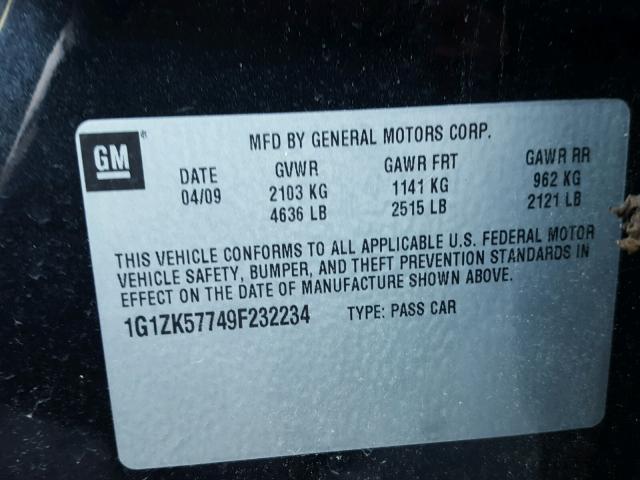 GM
MFD BY GENERAL MOTORS CORP.
DATE GVWR GAWR FRT GAWR RR
04/09 2103 KG 1141 KG 962 KG
4636 LB 2515 LB 2121 LB
THIS VEHICLE CONFORMS TO ALL APPLICABLE U.S. FEDERAL MOTOR
VEHICLE SAFETY, BUMPER, AND THEFT PREVENTION STANDARDS IN
EFFECT ON THE DATE OF MANUFACTURE SHOWN ABOVE.
1G1ZK57749F232234 TYPE: PASS CAR